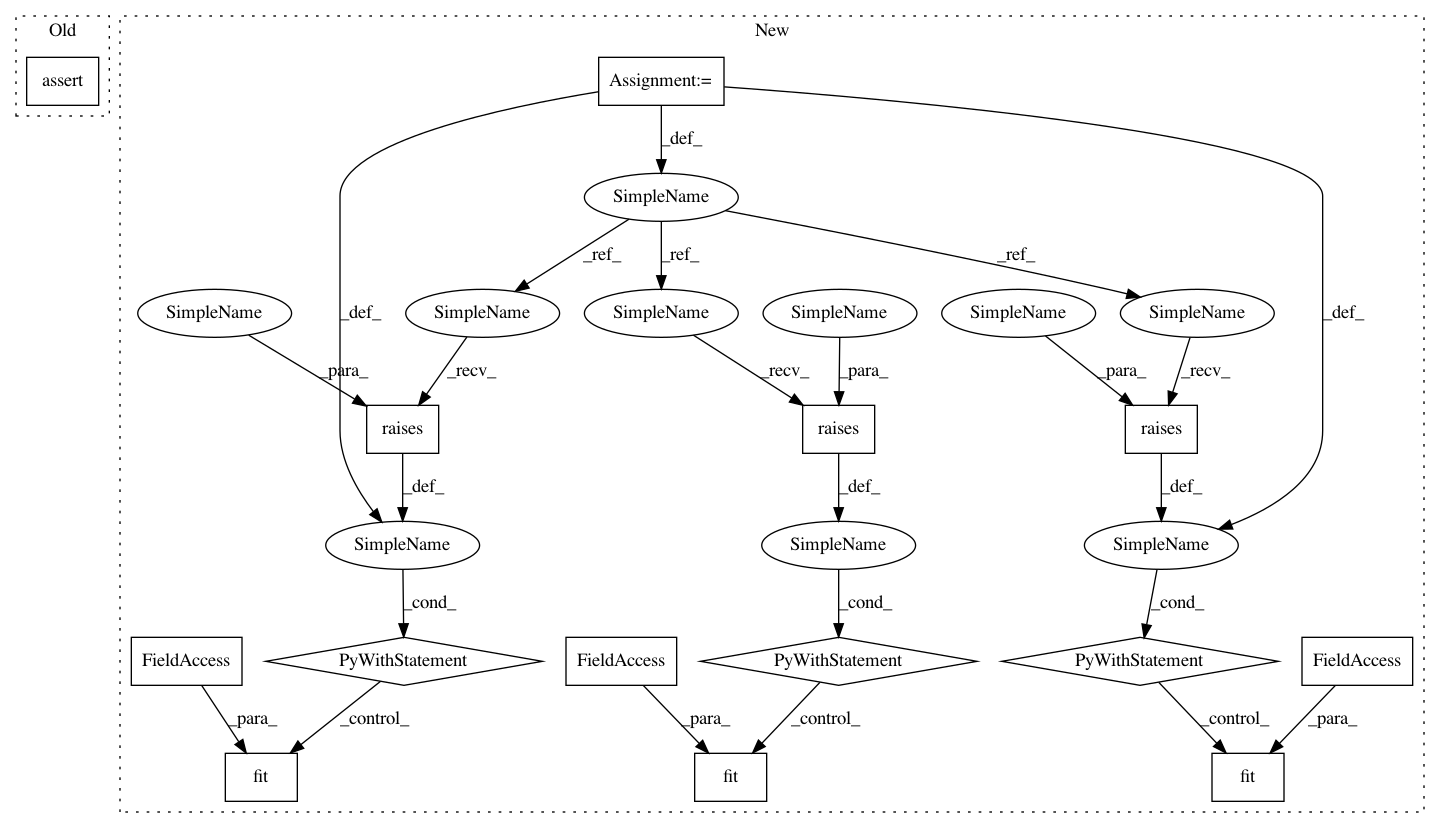 Old
New
assert
Assignment:=
_def_
SimpleName
_ref_
_ref_
_ref_
SimpleName
SimpleName
SimpleName
SimpleName
SimpleName
SimpleName
_def_
_def_
_para_
_recv_
_recv_
_para_
_para_
_recv_
raises
raises
raises
_def_
_def_
_def_
SimpleName
SimpleName
SimpleName
_cond_
_cond_
_cond_
FieldAccess
PyWithStatement
FieldAccess
PyWithStatement
PyWithStatement
FieldAccess
_para_
_control_
_para_
_control_
_control_
_para_
fit
fit
fit